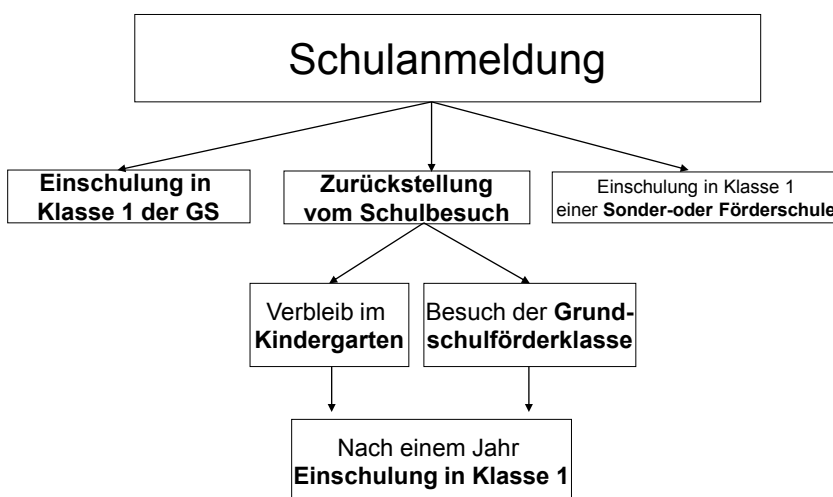 Schulanmeldung
Einschulung in
Klasse 1 der GS
Zurückstellung
vom Schulbesuch
Einschulung in Klasse 1
einer Sonder-oder Förderschule
Verbleib im
Kindergarten
Besuch der Grund-
schulförderklasse
Nach einem Jahr
Einschulung in Klasse 1